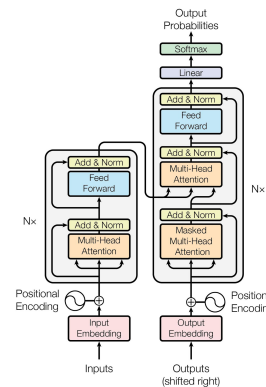 Output
Probabilities
Softmax
Linear
Add & Norm
Feed
Forward
Add & Norm
Multi-Head
Attention
Add & Norm
Masked
Multi-Head
Attention
N×
Positional
Encodin
Output
Embedding
Outputs
(shifted right)
Add & Norm
Feed
Forward
Add & Norm
Multi-Head
Attention
N×
Positional
Encoding
Input
Embedding
Inputs